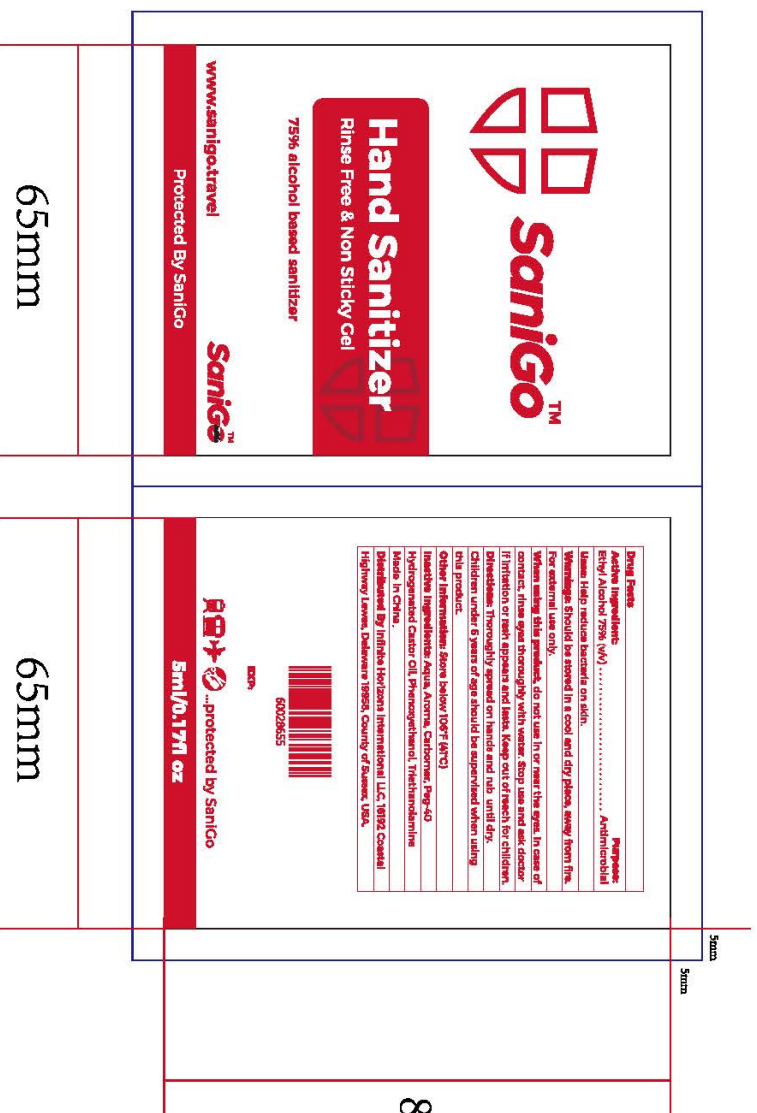 SaniGo™
Hand Sanitizer
Rinse Free & Non Sticky Gel
75% alcohol based sanitizer
www.sanigo.travel
SaniGo™
Protected By SaniGo
65mm
Drug Facts
Active Ingredient: Purpose:
Ethyl Alcohol 75% (v/v) .............................. Antimicrobial
Uses: Help reduce bacteria on skin.
Warnings: Should be stored in a cool and dry place, away from fire.
For external use only.
When using this product, do not use in or near the eyes. In case of
contact, rinse eyes thoroughly with water. Stop use and ask doctor
if irritation or rash appears and lasts. Keep out of reach for children.
Directions: Thoroughly spread on hands and rub until dry.
Children under 6 years of age should be supervised when using
this product.
Other Information: Store below 106°F (41°C)
Inactive Ingredients: Aqua, Aroma, Carbomer, Peg-40
Hydrogenated Castor Oil, Phenoxyethanol, Triethanolamine
Made in China.
Distributed By Infinite Horizons International LLC, 16192 Coastal
Highway Lewes, Delaware 19958, County of Sussex, USA.
60028655
EXP:
...protected by SaniGo
5ml/0.17fl oz
65mm
5mm
5mm
8